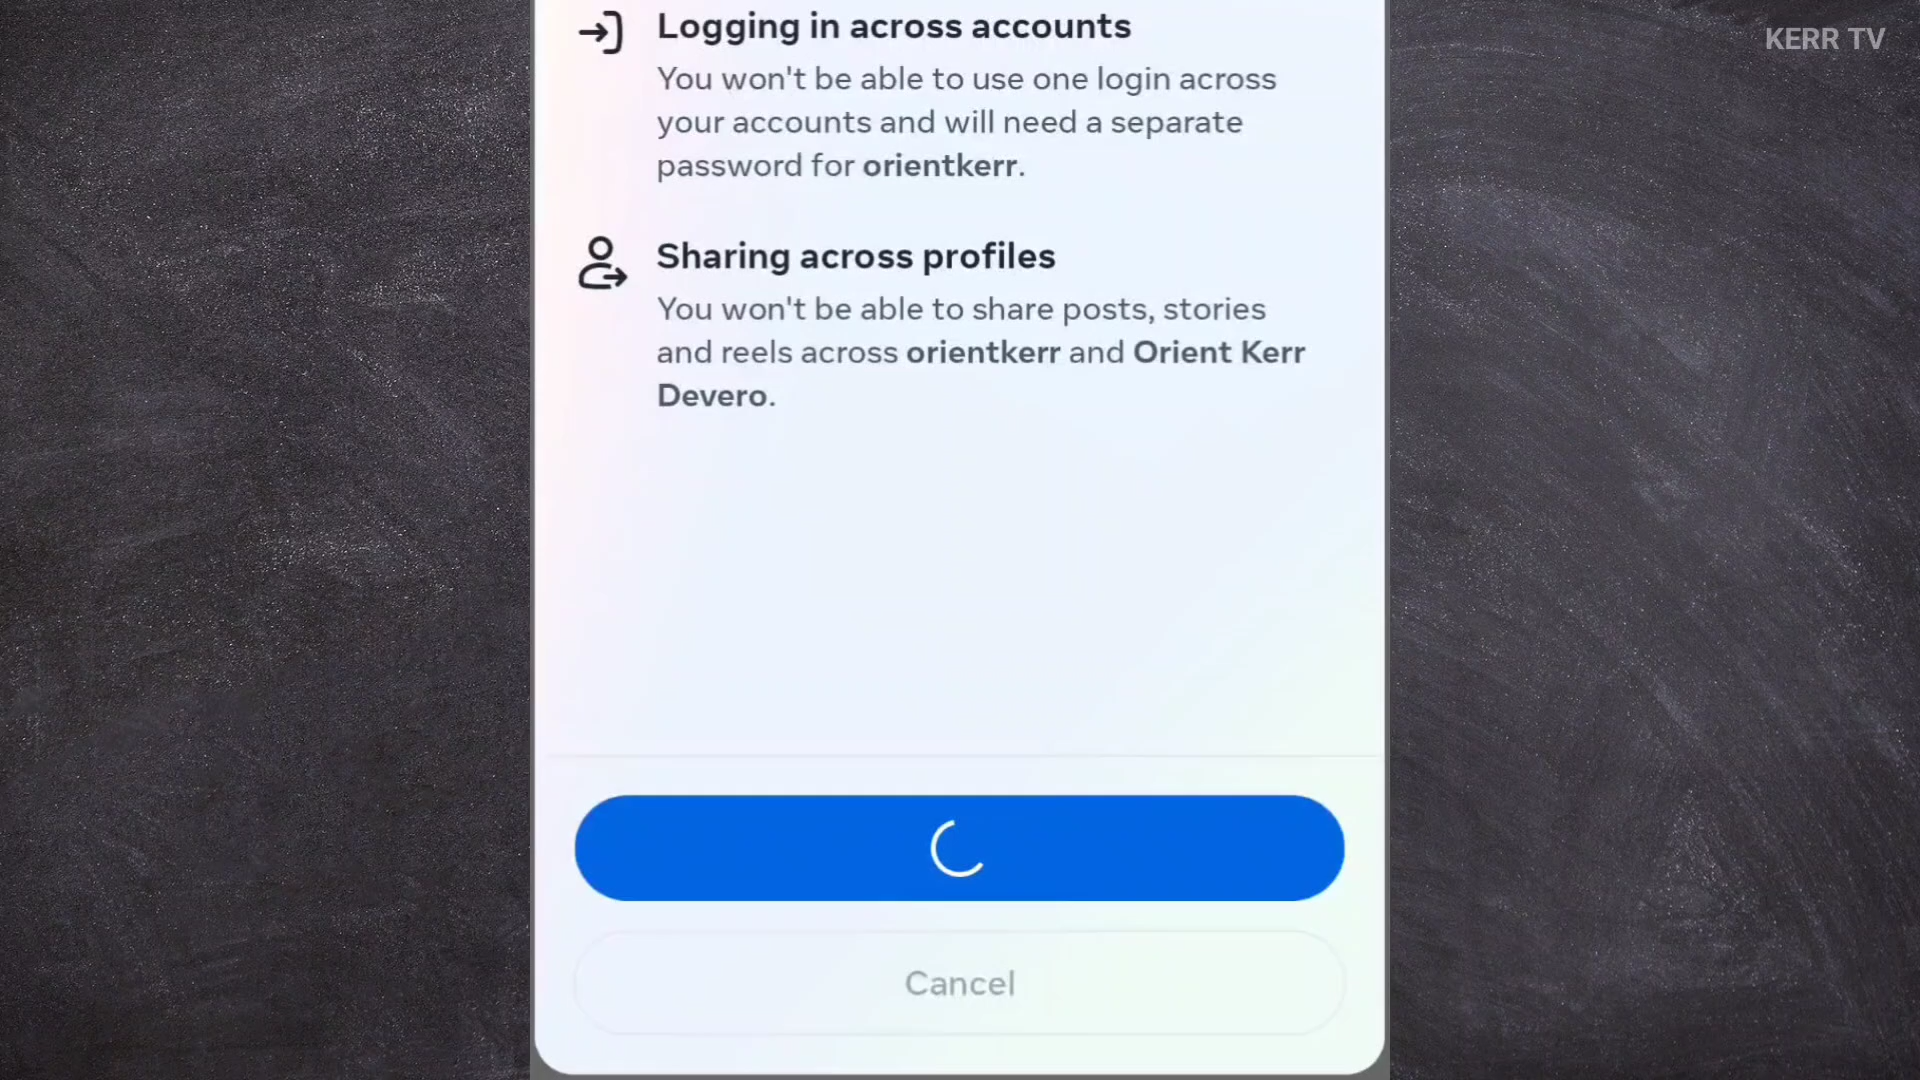 KERR TV
Logging in across accounts
You won't be able to use one login across
your accounts and will need a separate
password for orientkerr.
Sharing across profiles
You won't be able to share posts, stories
and reels across orientkerr and Orient Kerr
Devero.
Cancel